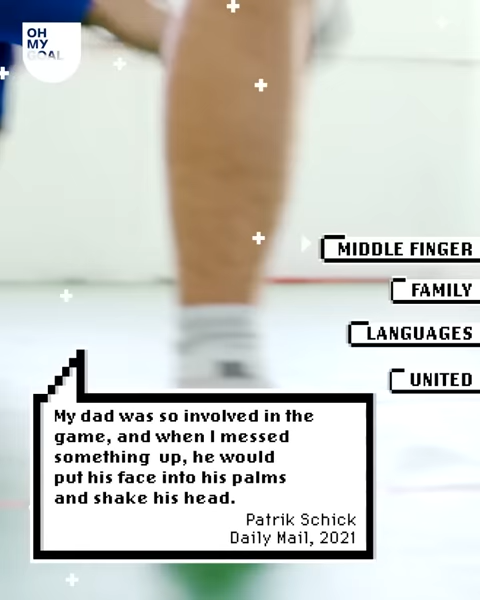 OH
MY
GOAL
MIDDLE FINGER
FAMILY
LANGUAGES
UNITED
My dad was so involved in the
game, and when I messed
something up, he would
put his face into his palms
and shake his head.
Patrik Schick
Daily Mail, 2021